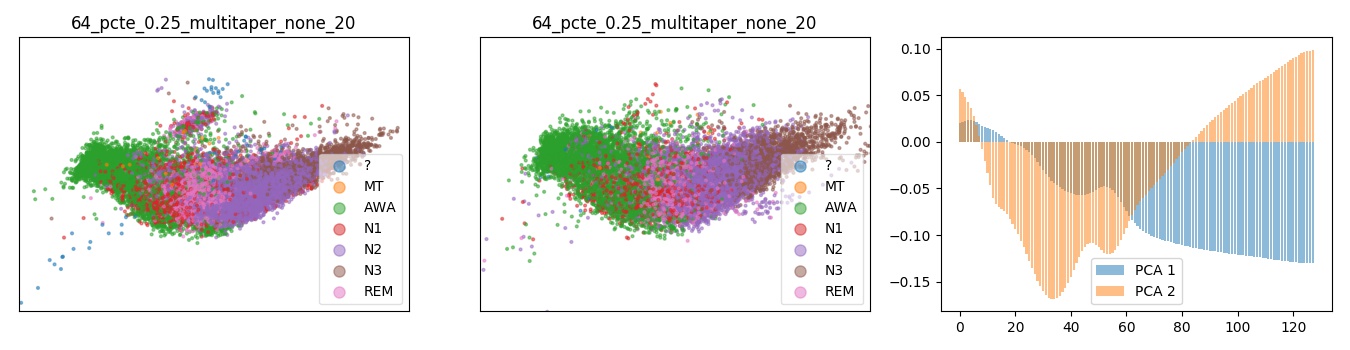 64_pcte_0.25_multitaper_none_20
?
MT
AWA
N1
N2
N3
REM
64_pcte_0.25_multitaper_none_20
?
MT
AWA
N1
N2
N3
REM
0.10
0.05
0.00
−0.05
−0.10
−0.15
PCA 1
PCA 2
0 20 40 60 80 100 120